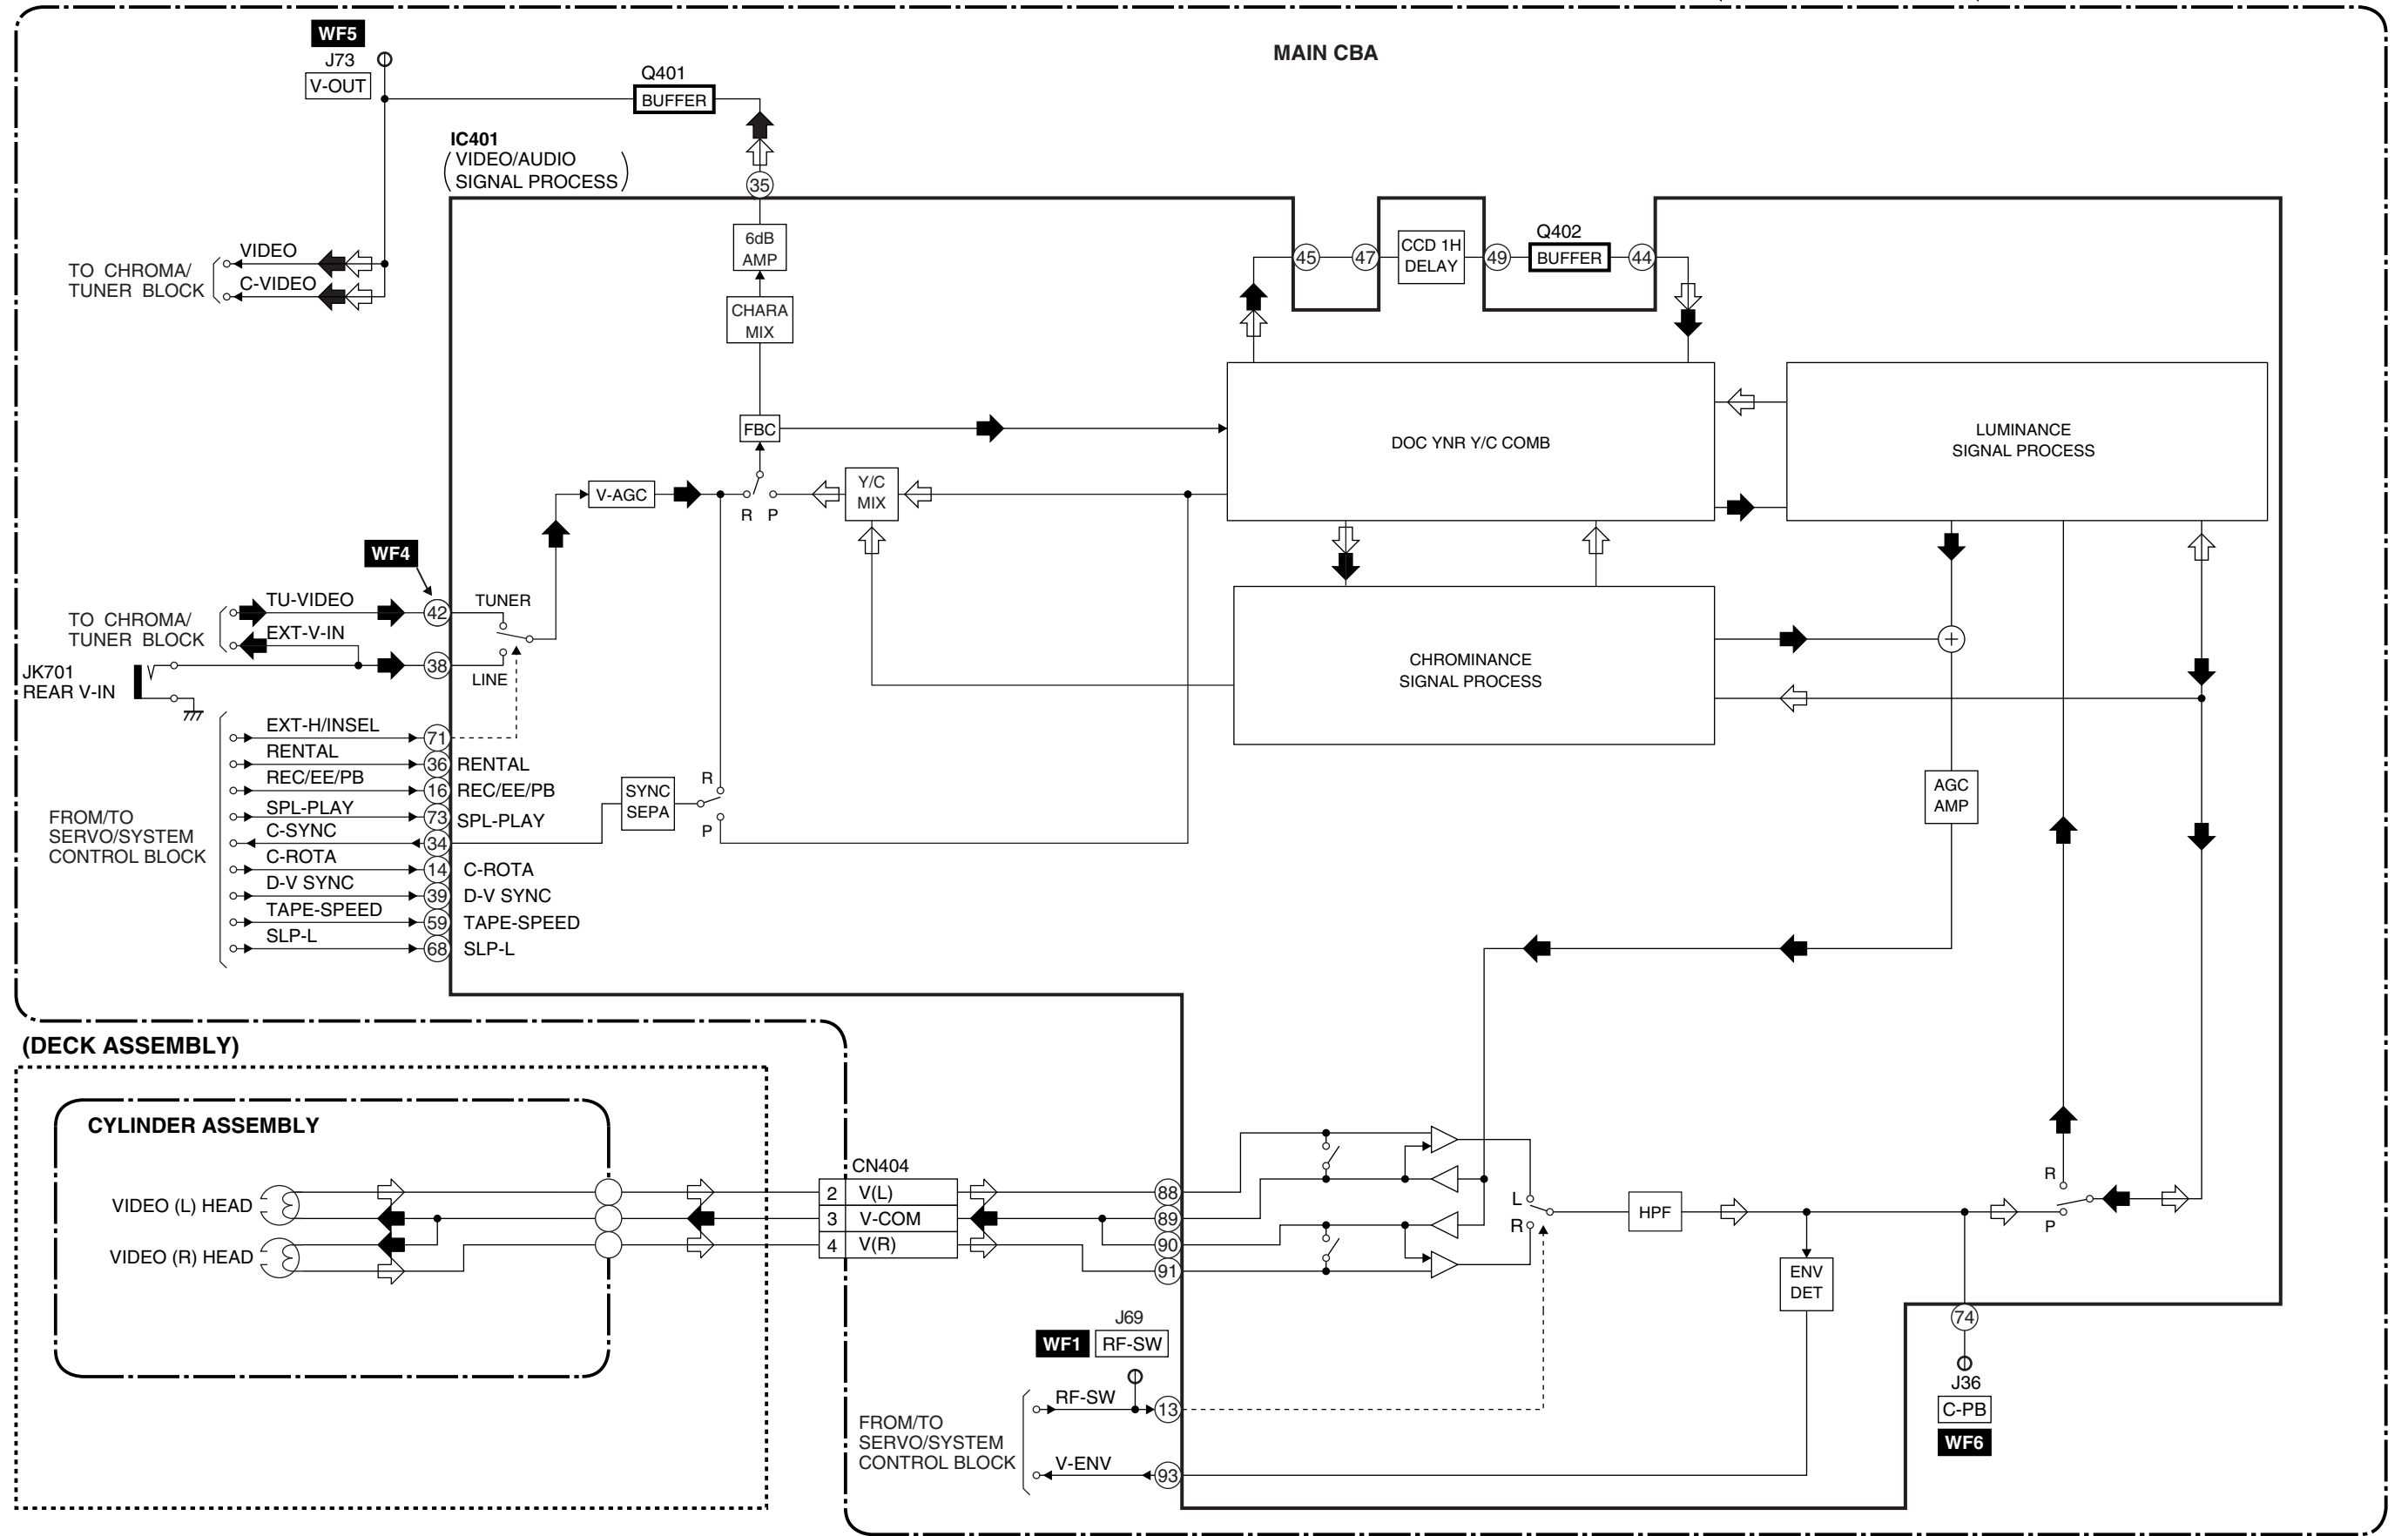 MAIN CBA
WF5
J73
V-OUT
Q401
BUFFER
IC401
VIDEO/AUDIO
SIGNAL PROCESS
35
6dB
AMP
CHARA
MIX
FBC
VIDEO
C-VIDEO
TO CHROMA/
TUNER BLOCK
45
47
CCD 1H
DELAY
49
Q402
BUFFER
44
DOC YNR Y/C COMB
LUMINANCE
SIGNAL PROCESS
V-AGC
R P
Y/C
MIX
WF4
TU-VIDEO
42
TUNER
TO CHROMA/
TUNER BLOCK
EXT-V-IN
JK701
REAR V-IN
38
LINE
CHROMINANCE
SIGNAL PROCESS
+
AGC
AMP
EXT-H/INSEL
71
RENTAL
36
RENTAL
REC/EE/PB
16
REC/EE/PB
SPL-PLAY
73
SPL-PLAY
C-SYNC
34
C-ROTA
14
C-ROTA
D-V SYNC
39
D-V SYNC
TAPE-SPEED
59
TAPE-SPEED
SLP-L
68
SLP-L
FROM/TO
SERVO/SYSTEM
CONTROL BLOCK
SYNC
SEPA
R
P
(DECK ASSEMBLY)
CYLINDER ASSEMBLY
VIDEO (L) HEAD
VIDEO (R) HEAD
CN404
2 V(L)
3 V-COM
4 V(R)
88
89
90
91
L
R
HPF
ENV
DET
R
P
74
J36
C-PB
WF6
J69
WF1
RF-SW
RF-SW
13
FROM/TO
SERVO/SYSTEM
CONTROL BLOCK
V-ENV
93